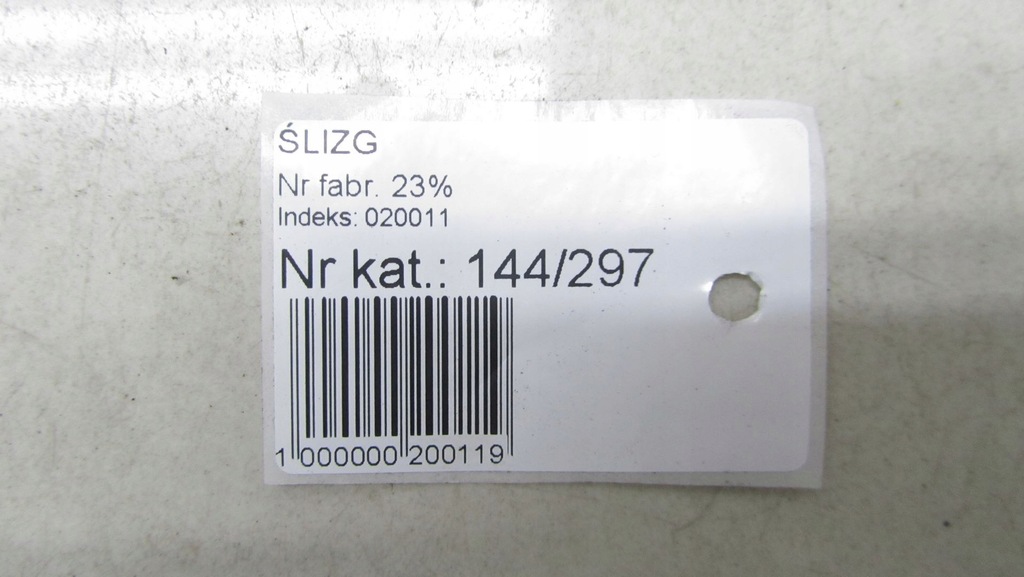 ŚLIZG
Nr fabr. 23%
Indeks: 020011
Nr kat.: 144/297
1 000000 200119